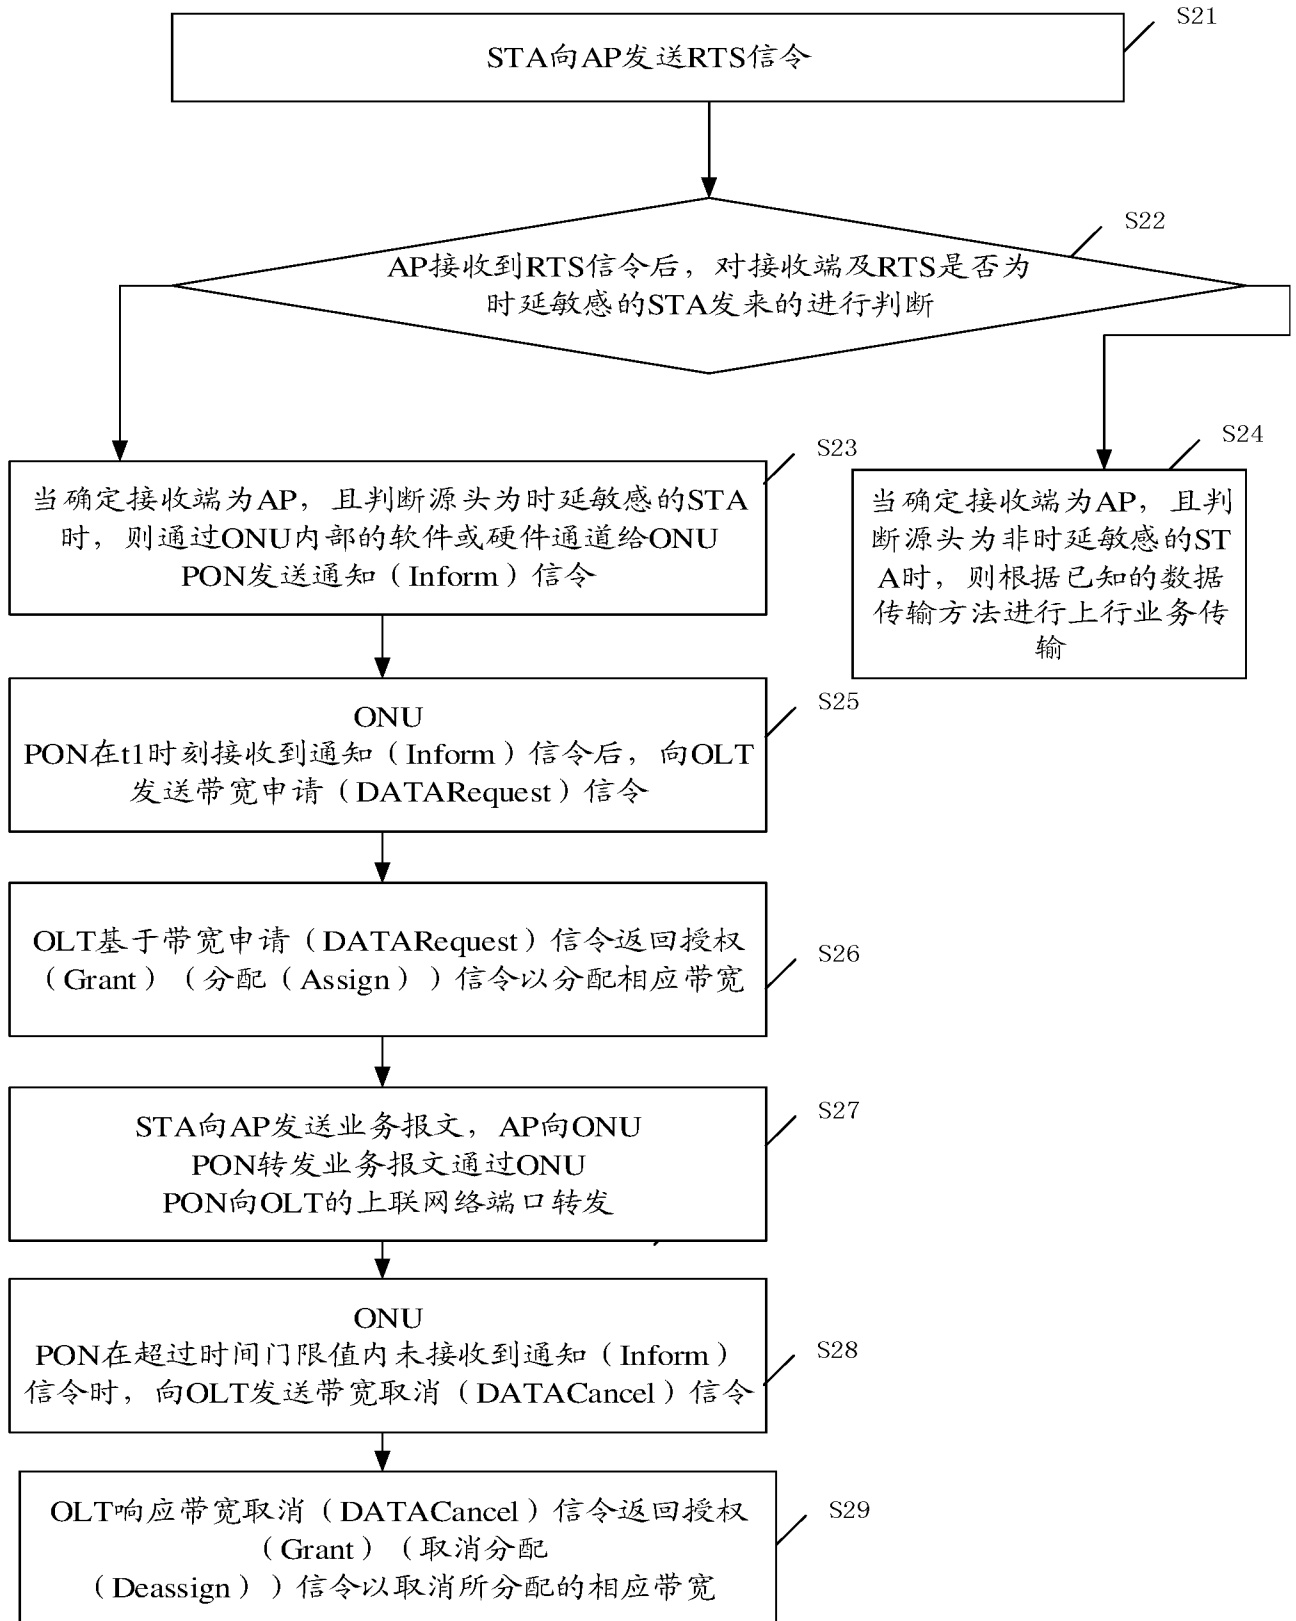 S21
STA向AP发送RTS信令
S22
AP接收到RTS信令后，对接收端及RTS是否为
时延敏感的STA发来的进行判断
S23
当确定接收端为AP，且判断源头为时延敏感的STA
时，则通过ONU内部的软件或硬件通道给ONU
PON发送通知（Inform）信令
S24
当确定接收端为AP，且判
断源头为非时延敏感的ST
A时，则根据已知的数据
传输方法进行上行业务传
输
S25
ONU
PON在t1时刻接收到通知（Inform）信令后，向OLT
发送带宽申请（DATARequest）信令
S26
OLT基于带宽申请（DATARequest）信令返回授权
（Grant）（分配（Assign））信令以分配相应带宽
S27
STA向AP发送业务报文，AP向ONU
PON转发业务报文通过ONU
PON向OLT的上联网络端口转发
S28
ONU
PON在超过时间门限值内未接收到通知（Inform）
信令时，向OLT发送带宽取消（DATACancel）信令
S29
OLT响应带宽取消（DATACancel）信令返回授权
（Grant）（取消分配
（Deassign））信令以取消所分配的相应带宽